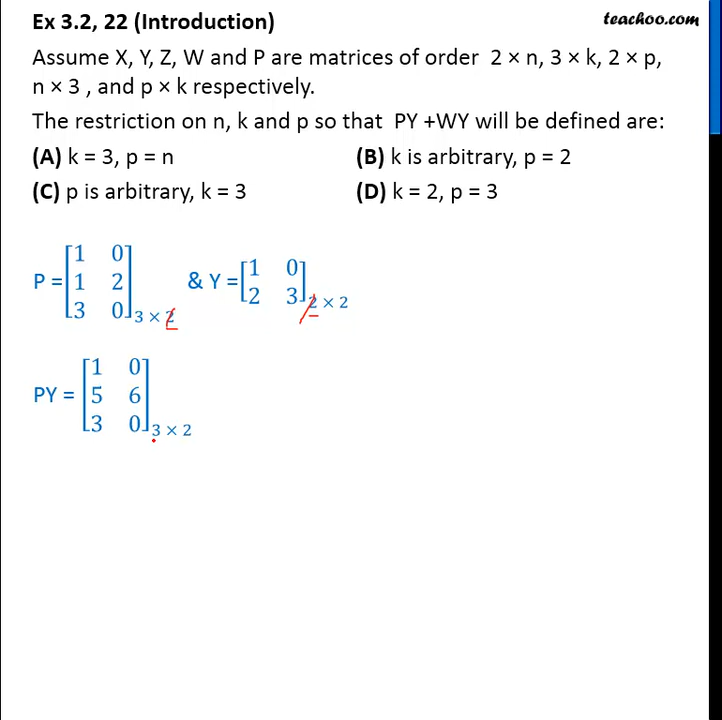 Ex 3.2, 22 (Introduction)
teachoo.com
Assume X, Y, Z, W and P are matrices of order 2 × n, 3 × k, 2 × p,
n × 3 , and p × k respectively.
The restriction on n, k and p so that PY +WY will be defined are:
(A) k = 3, p = n (B) k is arbitrary, p = 2
(C) p is arbitrary, k = 3 (D) k = 2, p = 3
P = [1 0
1 2
3 0] 3 × 2 & Y = [1 0
2 3] 2 × 2
PY = [1 0
5 6
3 0] 3 × 2